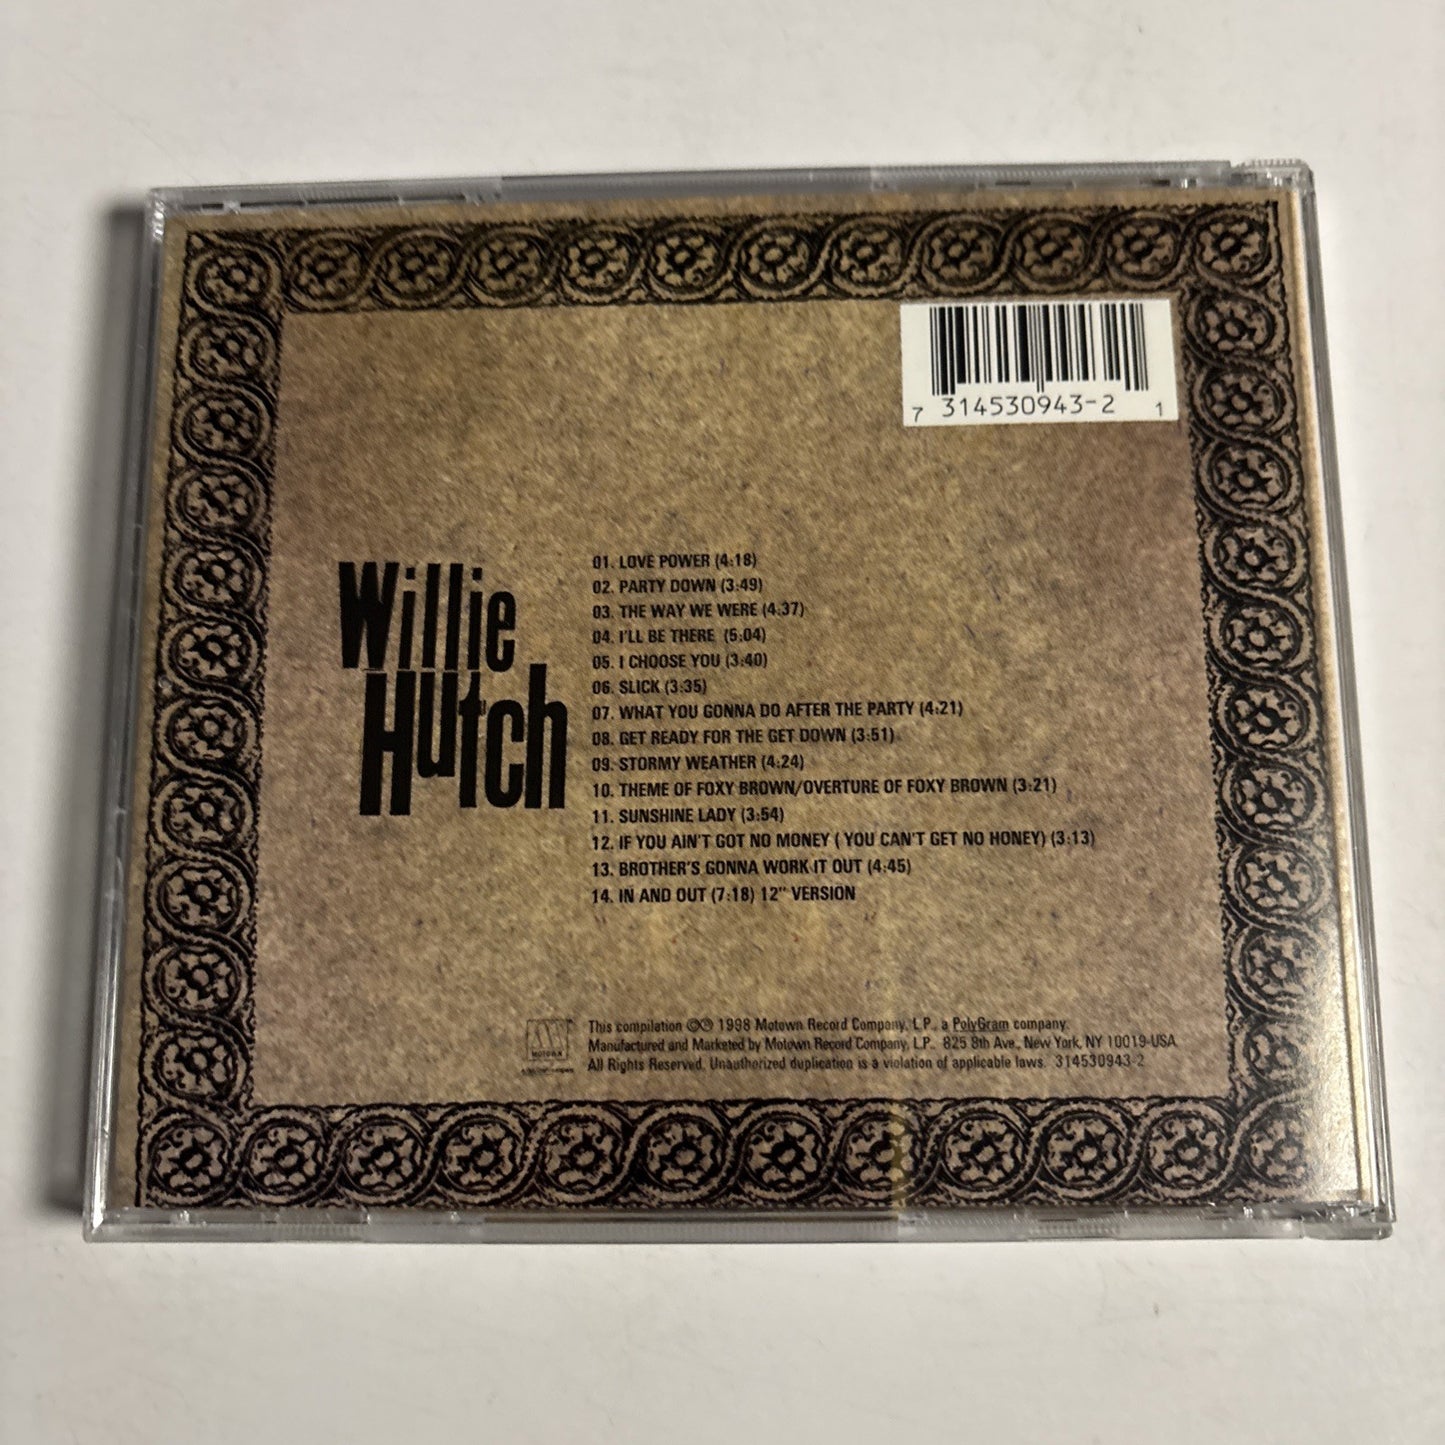 7 314530943-2 1
Willie
Hutch
01. LOVE POWER (4:18)
02. PARTY DOWN (3:49)
03. THE WAY WE WERE (4:37)
04. I'LL BE THERE (5:04)
05. I CHOOSE YOU (3:40)
06. SLICK (3:35)
07. WHAT YOU GONNA DO AFTER THE PARTY (4:21)
08. GET READY FOR THE GET DOWN (3:51)
09. STORMY WEATHER (4:24)
10. THEME OF FOXY BROWN/OVERTURE OF FOXY BROWN (3:21)
11. SUNSHINE LADY (3:54)
12. IF YOU AIN'T GOT NO MONEY ( YOU CAN'T GET NO HONEY) (3:13)
13. BROTHER'S GONNA WORK IT OUT (4:45)
14. IN AND OUT (7:18) 12" VERSION
M
MOTOWN
This compilation ©℗ 1998 Motown Record Company, L.P., a PolyGram company.
Manufactured and Marketed by Motown Record Company, L.P., 825 8th Ave., New York, NY 10019-USA
All Rights Reserved. Unauthorized duplication is a violation of applicable laws. 314530943-2